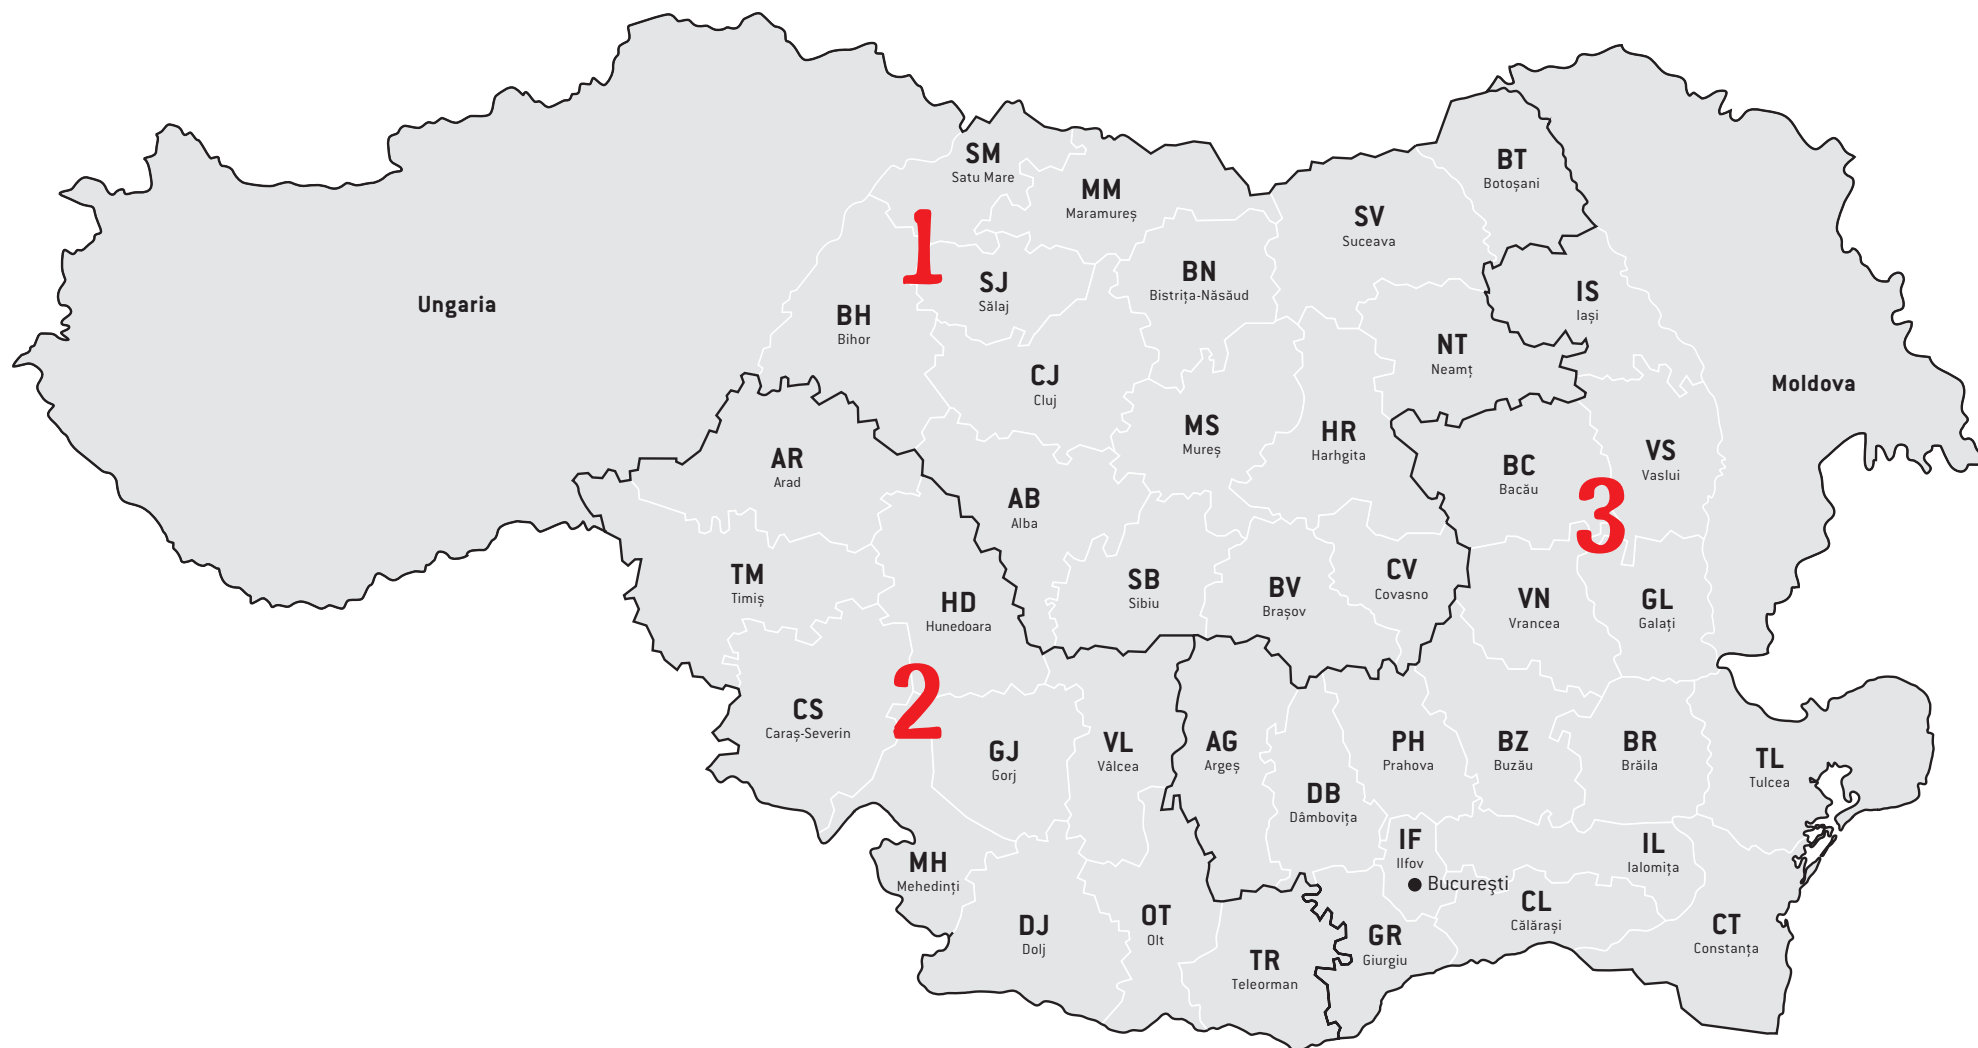 SM
Satu Mare
MM
Maramureș
BT
Botoșani
SV
Suceava
1
SJ
Sălaj
BN
Bistrița-Năsăud
IS
Iași
Ungaria
BH
Bihor
NT
Neamț
CJ
Cluj
Moldova
MS
Mureș
HR
Harhgita
AR
Arad
BC
Bacău
VS
Vaslui
AB
Alba
3
TM
Timiș
HD
Hunedoara
SB
Sibiu
BV
Brașov
CV
Covasno
VN
Vrancea
GL
Galați
2
CS
Caraș-Severin
GJ
Gorj
VL
Vâlcea
AG
Argeș
PH
Prahova
BZ
Buzău
BR
Brăila
TL
Tulcea
DB
Dâmbovița
IF
Ilfov
IL
Ialomița
MH
Mehedinți
București
CL
Călărași
DJ
Dolj
OT
Olt
GR
Giurgiu
CT
Constanța
TR
Teleorman